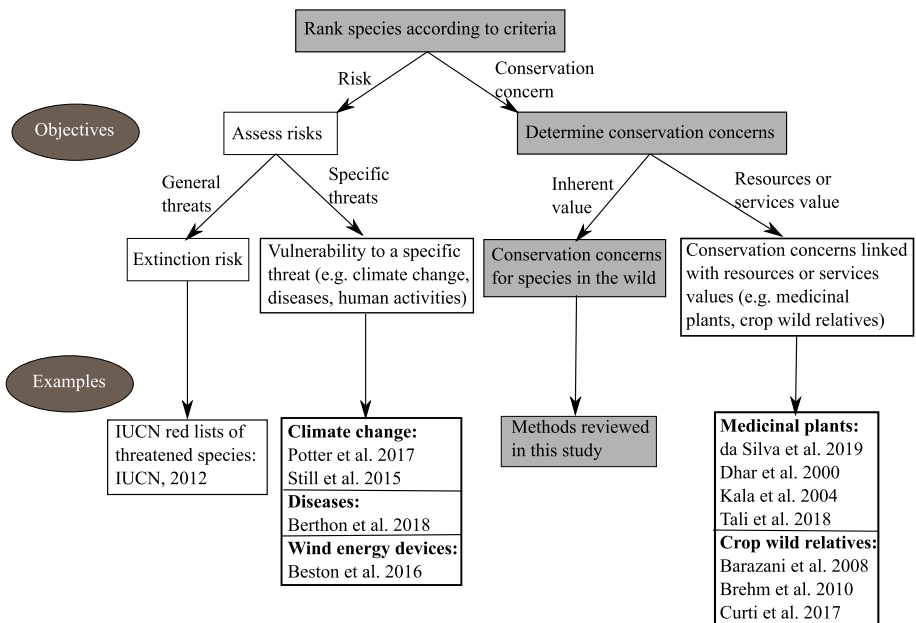 Rank species according to criteria
Risk
Conservation
concern
Objectives
Assess risks
Determine conservation concerns
General
threats
Specific
threats
Inherent
value
Resources or
services value
Extinction risk
Vulnerability to a specific
threat (e.g. climate change,
diseases, human activities)
Conservation concerns
for species in the wild
Conservation concerns linked
with resources or services
values (e.g. medicinal
plants, crop wild relatives)
Examples
IUCN red lists of
threatened species:
IUCN, 2012
Climate change:
Potter et al. 2017
Still et al. 2015
Diseases:
Berthon et al. 2018
Wind energy devices:
Beston et al. 2016
Methods reviewed
in this study
Medicinal plants:
da Silva et al. 2019
Dhar et al. 2000
Kala et al. 2004
Tali et al. 2018
Crop wild relatives:
Barazani et al. 2008
Brehm et al. 2010
Curti et al. 2017